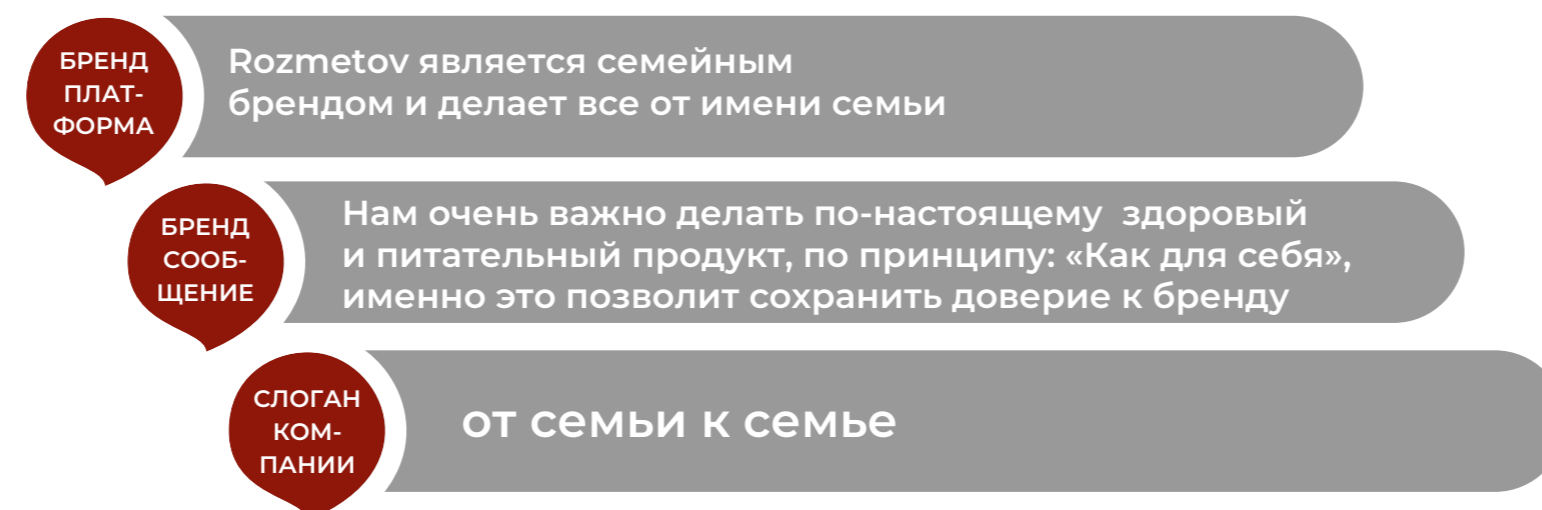 БРЕНД
ПЛАТ-
ФОРМА
Rozmetov является семейным
брендом и делает все от имени семьи
БРЕНД
СООБ-
ЩЕНИЕ
Нам очень важно делать по-настоящему  здоровый
и питательный продукт, по принципу: «Как для себя»,
именно это позволит сохранить доверие к бренду
СЛОГАН
КОМ-
ПАНИИ
от семьи к семье